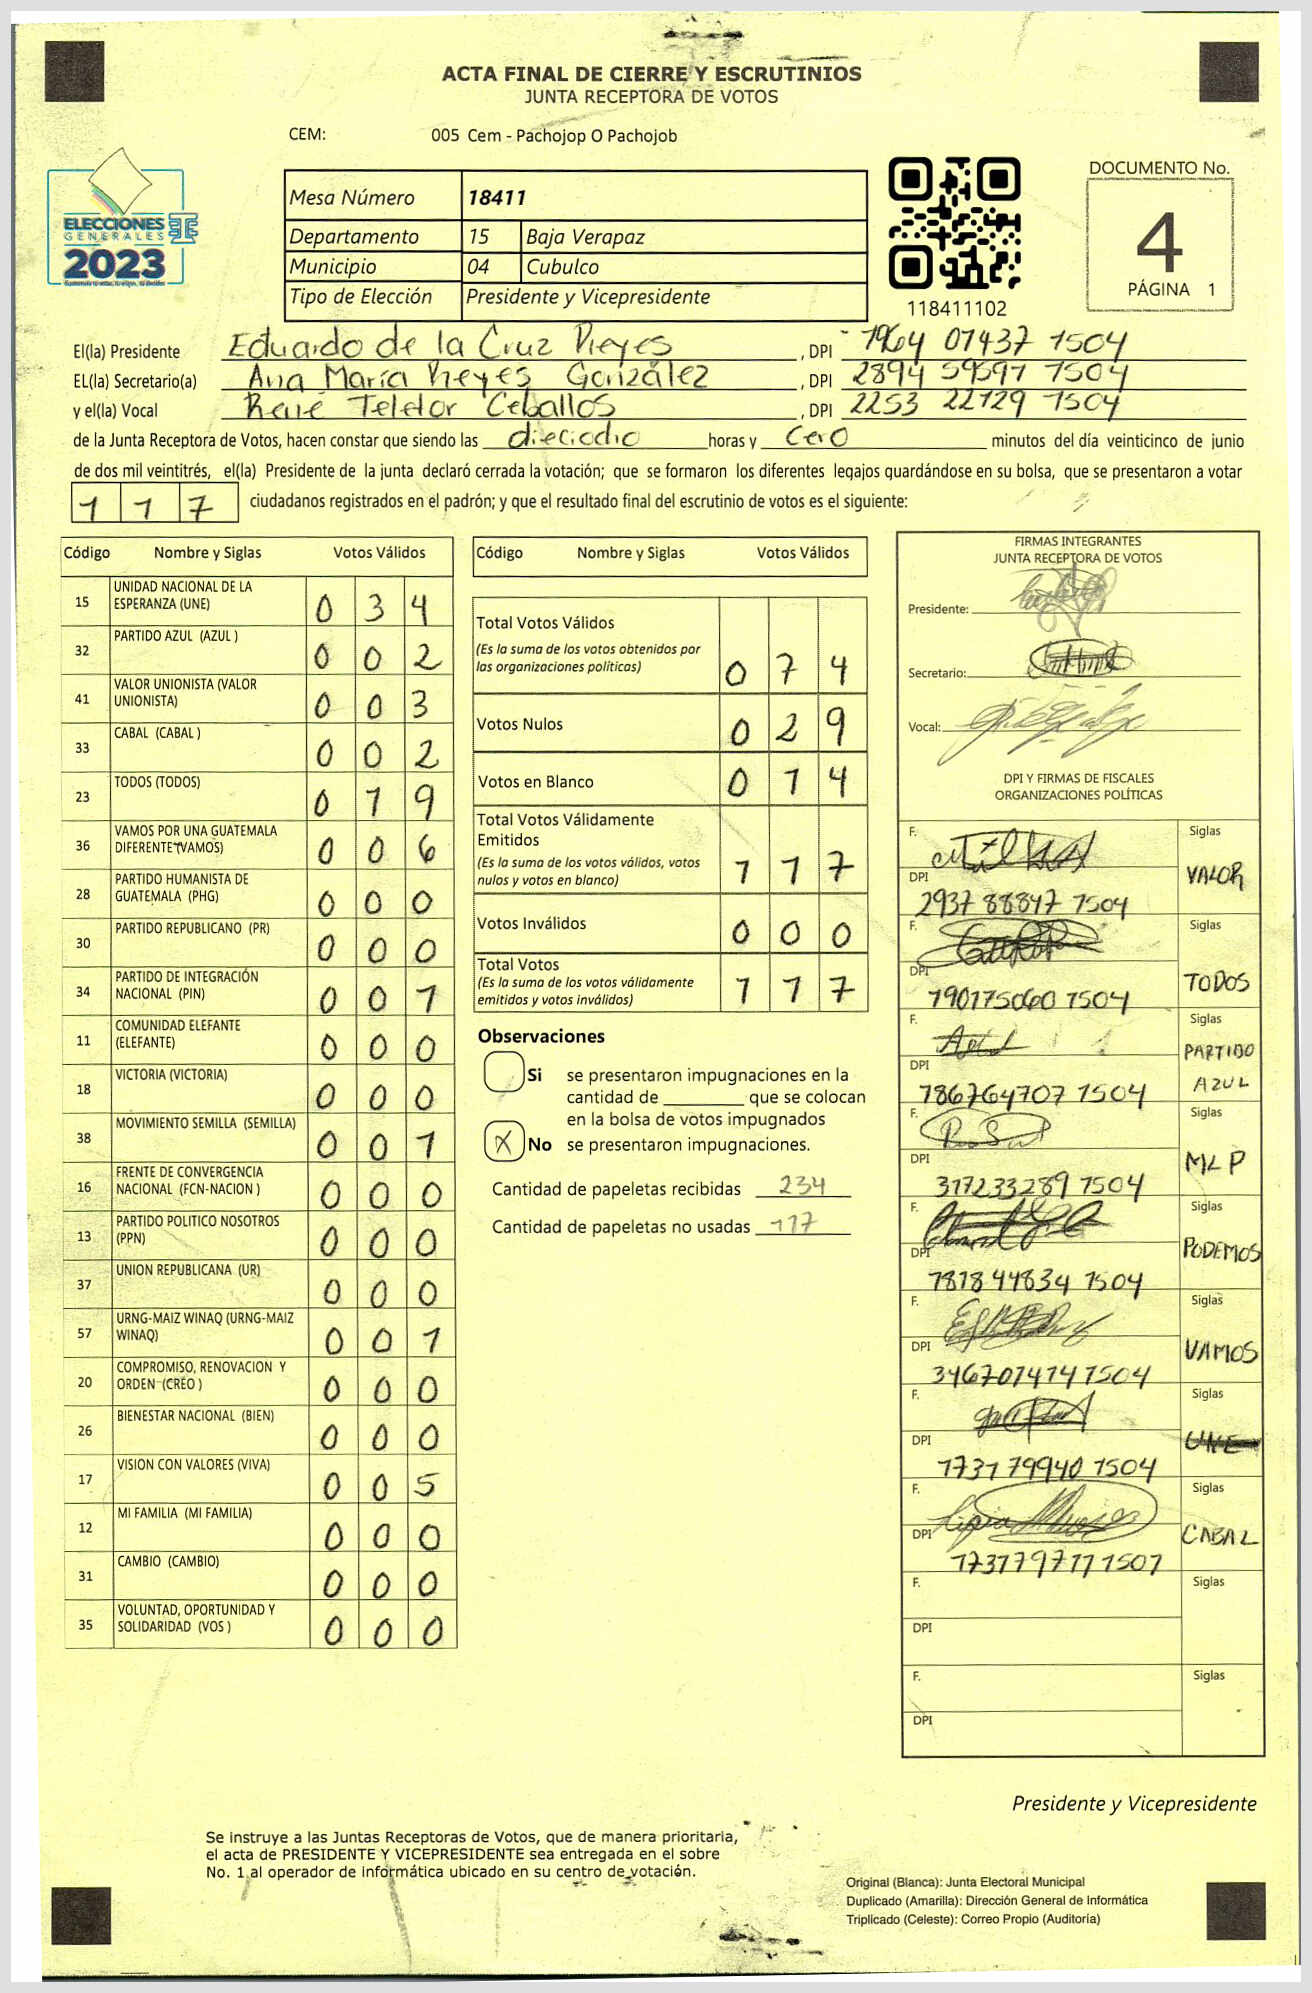 ACTA FINAL DE CIERRE Y ESCRUTINIOS
JUNTA RECEPTORA DE VOTOS
CEM: 005 Cem - Pachojop O Pachojob
ELECCIONES
GENERALES
2023
Mesa Número 18411
Departamento 15 Baja Verapaz
Municipio 04 Cubulco
Tipo de Elección Presidente y Vicepresidente
118411102
DOCUMENTO No.
4
PÁGINA 1
El(la) Presidente Eduardo de la Cruz Reyes, DPI 1964 07437 1504
EL(la) Secretario(a) Ana María Reyes González, DPI 2894 59597 1504
y el(la) Vocal René Teletor Ceballos, DPI 2253 22129 1504
de la Junta Receptora de Votos, hacen constar que siendo las dieciocho horas y cero minutos del día veinticinco de junio
de dos mil veintitrés, el(la) Presidente de la junta declaró cerrada la votación; que se formaron los diferentes legajos quardándose en su bolsa, que se presentaron a votar
117 ciudadanos registrados en el padrón; y que el resultado final del escrutinio de votos es el siguiente:
Código Nombre y Siglas Votos Válidos
15 UNIDAD NACIONAL DE LA ESPERANZA (UNE) 0 3 4
32 PARTIDO AZUL (AZUL ) 0 0 2
41 VALOR UNIONISTA (VALOR UNIONISTA) 0 0 3
33 CABAL (CABAL ) 0 0 2
23 TODOS (TODOS) 0 1 9
36 VAMOS POR UNA GUATEMALA DIFERENTE (VAMOS) 0 0 6
28 PARTIDO HUMANISTA DE GUATEMALA (PHG) 0 0 0
30 PARTIDO REPUBLICANO (PR) 0 0 0
34 PARTIDO DE INTEGRACIÓN NACIONAL (PIN) 0 0 1
11 COMUNIDAD ELEFANTE (ELEFANTE) 0 0 0
18 VICTORIA (VICTORIA) 0 0 0
38 MOVIMIENTO SEMILLA (SEMILLA) 0 0 1
16 FRENTE DE CONVERGENCIA NACIONAL (FCN-NACION ) 0 0 0
13 PARTIDO POLITICO NOSOTROS (PPN) 0 0 0
37 UNION REPUBLICANA (UR) 0 0 0
57 URNG-MAIZ WINAQ (URNG-MAIZ WINAQ) 0 0 1
20 COMPROMISO, RENOVACION Y ORDEN (CREO ) 0 0 0
26 BIENESTAR NACIONAL (BIEN) 0 0 0
17 VISION CON VALORES (VIVA) 0 0 5
12 MI FAMILIA (MI FAMILIA) 0 0 0
31 CAMBIO (CAMBIO) 0 0 0
35 VOLUNTAD, OPORTUNIDAD Y SOLIDARIDAD (VOS ) 0 0 0
Código Nombre y Siglas Votos Válidos
Total Votos Válidos 0 7 4
(Es la suma de los votos obtenidos por
las organizaciones políticas)
Votos Nulos 0 2 9
Votos en Blanco 0 1 4
Total Votos Válidamente
Emitidos 1 1 7
(Es la suma de los votos válidos, votos
nulos y votos en blanco)
Votos Inválidos 0 0 0
Total Votos 1 1 7
(Es la suma de los votos válidamente
emitidos y votos inválidos)
Observaciones
Si se presentaron impugnaciones en la
cantidad de ________ que se colocan
en la bolsa de votos impugnados
X No se presentaron impugnaciones.
Cantidad de papeletas recibidas 234
Cantidad de papeletas no usadas 117
FIRMAS INTEGRANTES
JUNTA RECEPTORA DE VOTOS
Presidente:
Secretario:
Vocal:
DPI Y FIRMAS DE FISCALES
ORGANIZACIONES POLÍTICAS
F. Siglas
DPI VALOR
2937 88847 1504
F. Siglas
DPI TODOS
190175060 1504
F. Siglas
DPI PARTIDO AZUL
186764707 1504
F. Siglas
DPI MLP
317233289 1504
F. Siglas
DPI PODEMOS
1818 44834 1504
F. Siglas
DPI VAMOS
346707474 1504
F. Siglas
DPI UNE
1731 79940 1504
F. Siglas
DPI CABAL
F. Siglas
DPI
F. Siglas
DPI
Presidente y Vicepresidente
Se instruye a las Juntas Receptoras de Votos, que de manera prioritaria,
el acta de PRESIDENTE Y VICEPRESIDENTE sea entregada en el sobre
No. 1 al operador de informática ubicado en su centro de votación.
Original (Blanca): Junta Electoral Municipal
Duplicado (Amarilla): Dirección General de Informática
Triplicado (Celeste): Correo Propio (Auditoría)